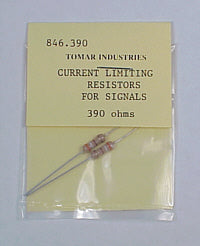 846.390
TOMAR INDUSTRIES
CURRENT LIMITING
RESISTORS
FOR SIGNALS
390 ohms